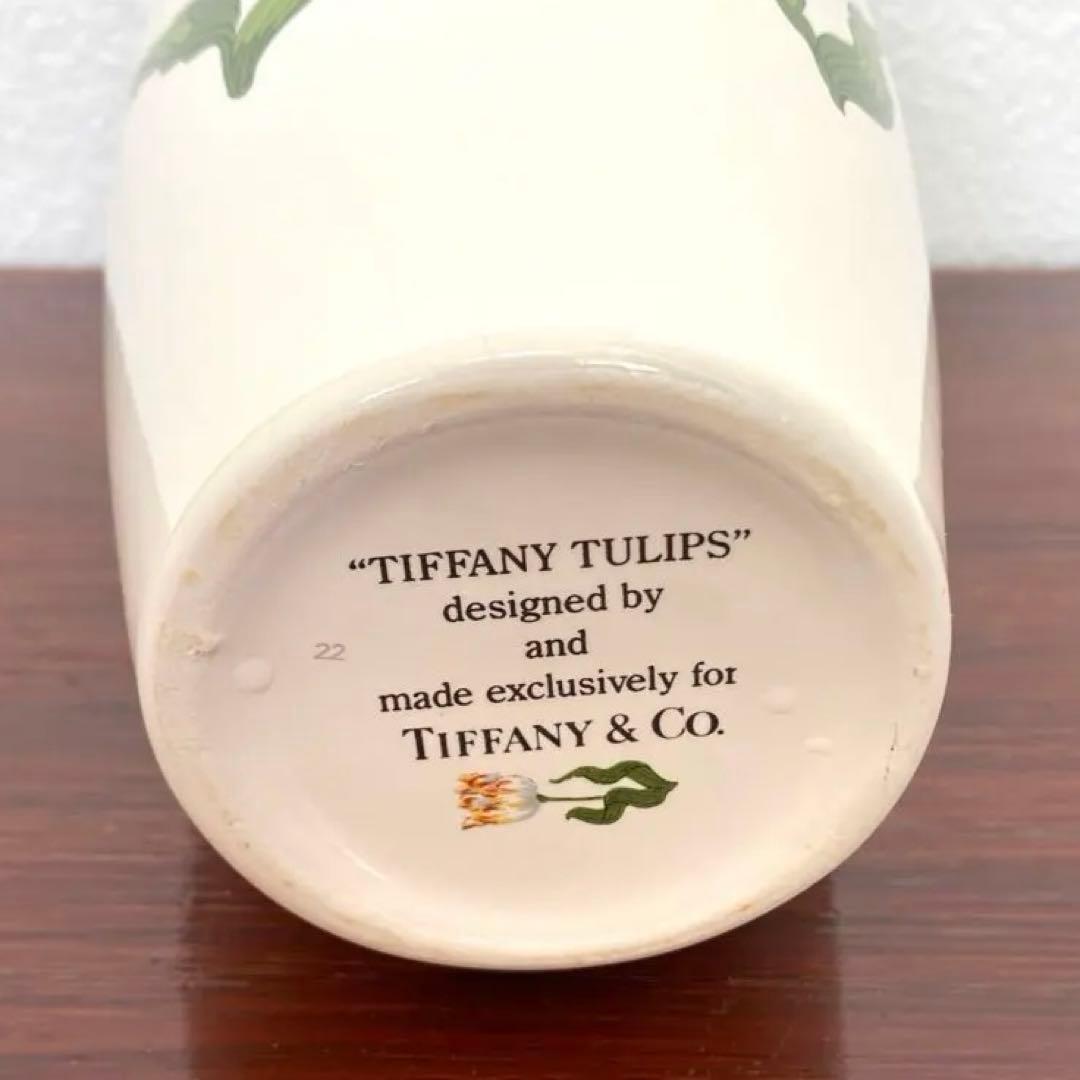 “TIFFANY TULIPS”
designed by
and
made exclusively for
TIFFANY & CO.
22